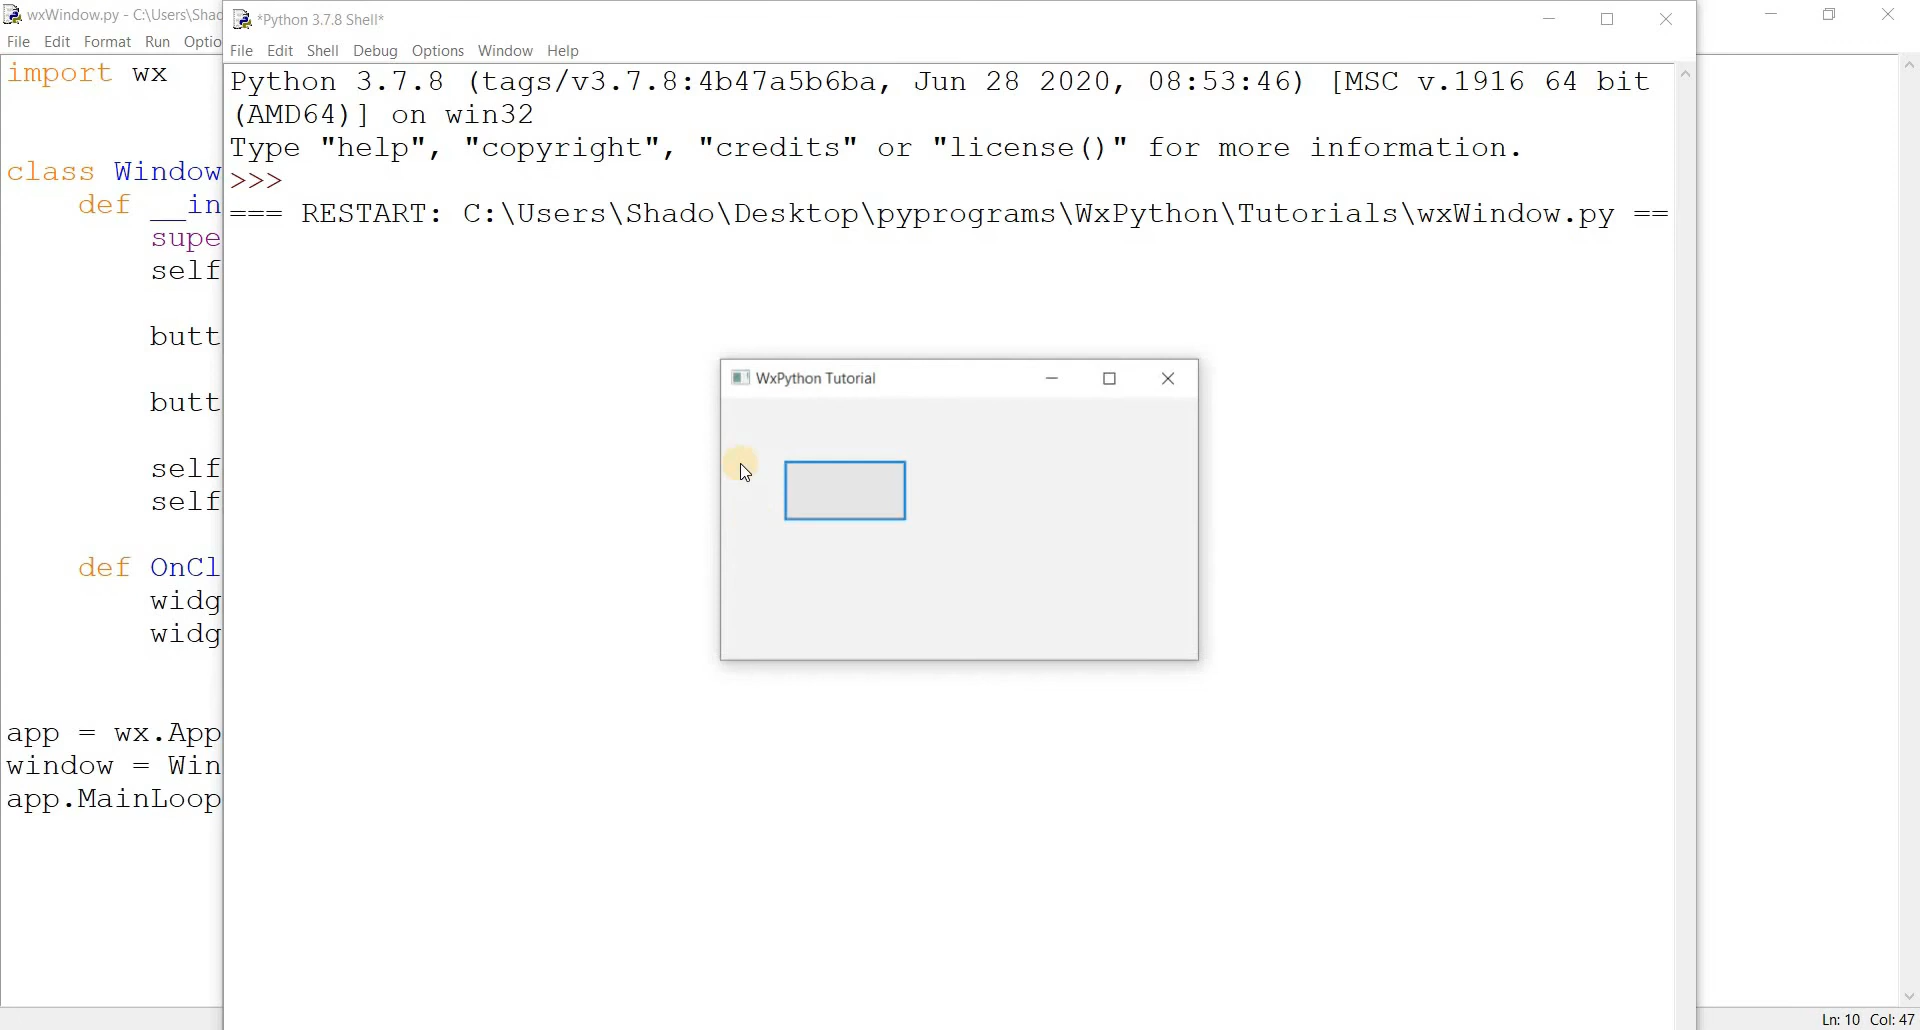 wxWindow.py - C:\Users\Shad
File Edit Format Run Optio
import wx
class Window
def __in
supe
self
butt
butt
self
self
def OnCl
widg
widg
app = wx.App
window = Win
app.MainLoop
*Python 3.7.8 Shell*
File Edit Shell Debug Options Window Help
Python 3.7.8 (tags/v3.7.8:4b47a5b6ba, Jun 28 2020, 08:53:46) [MSC v.1916 64 bit
(AMD64)] on win32
Type "help", "copyright", "credits" or "license()" for more information.
>>>
=== RESTART: C:\Users\Shado\Desktop\pyprograms\WxPython\Tutorials\wxWindow.py ==
WxPython Tutorial
Ln: 10 Col: 47